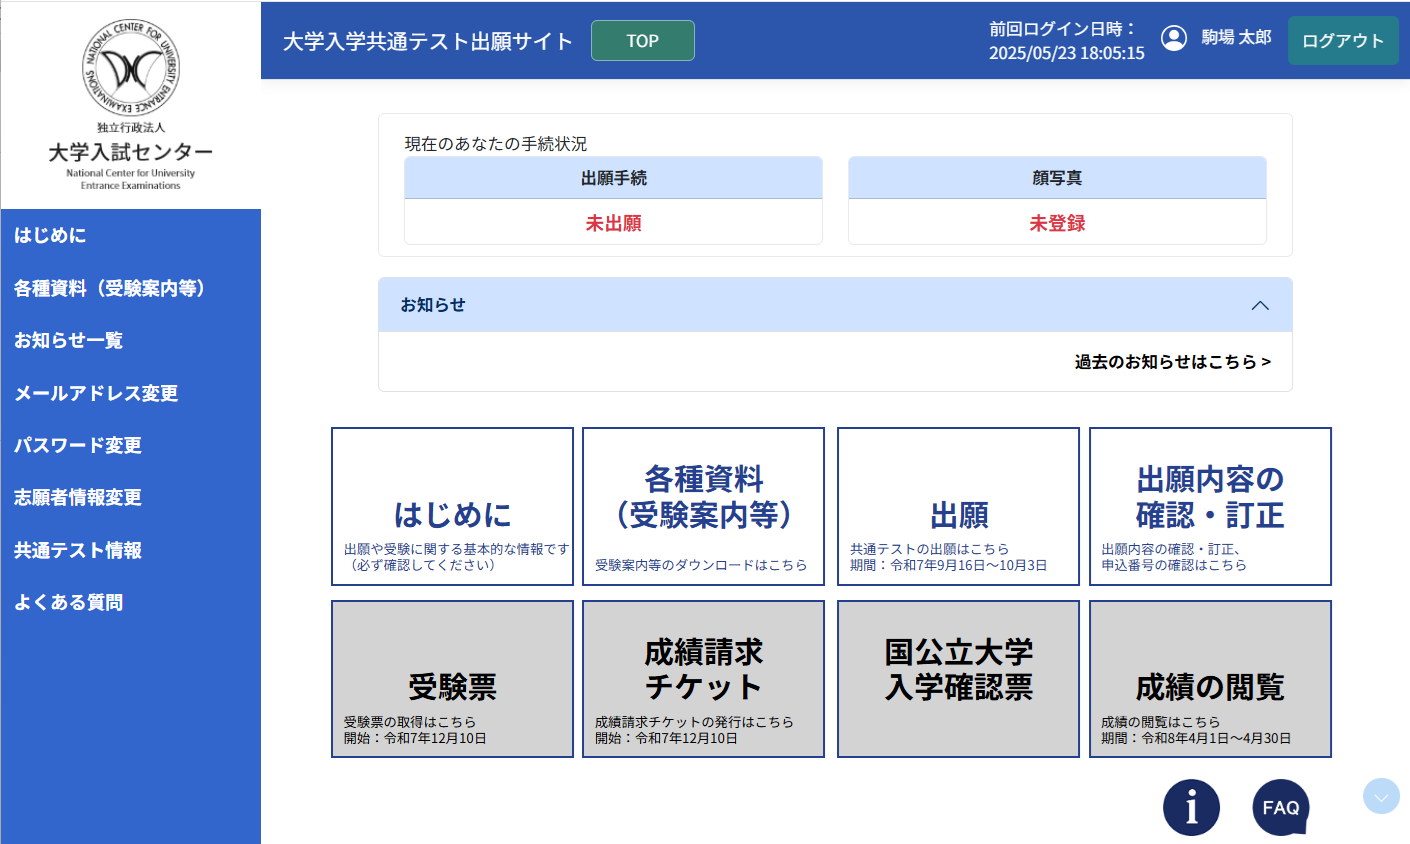 NATIONAL CENTER FOR UNIVERSITY ENTRANCE EXAMINATIONS
独立行政法人
大学入試センター
National Center for University
Entrance Examinations
はじめに
各種資料（受験案内等）
お知らせ一覧
メールアドレス変更
パスワード変更
志願者情報変更
共通テスト情報
よくある質問
大学入学共通テスト出願サイト
TOP
前回ログイン日時：
2025/05/23 18:05:15
駒場 太郎
ログアウト
現在のあなたの手続状況
出願手続
未出願
顔写真
未登録
お知らせ
過去のお知らせはこちら >
はじめに
出願や受験に関する基本的な情報です
（必ず確認してください）
各種資料
（受験案内等）
受験案内等のダウンロードはこちら
出願
共通テストの出願はこちら
期間：令和7年9月16日～10月3日
出願内容の
確認・訂正
出願内容の確認・訂正、
申込番号の確認はこちら
受験票
受験票の取得はこちら
開始：令和7年12月10日
成績請求
チケット
成績請求チケットの発行はこちら
開始：令和7年12月10日
国公立大学
入学確認票
成績の閲覧
成績の閲覧はこちら
期間：令和8年4月1日～4月30日
i
FAQ